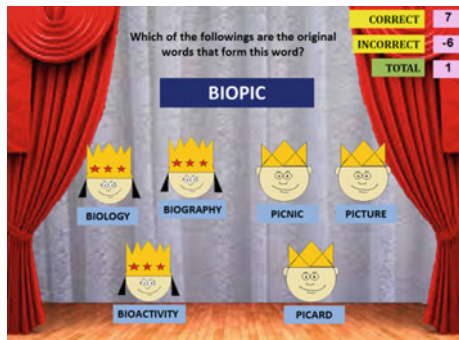 CORRECT 7
Which of the followings are the original
words that form this word?
INCORRECT -6
TOTAL 1
BIOPIC
BIOLOGY
BIOGRAPHY
PICNIC
PICTURE
BIOACTIVITY
PICARD